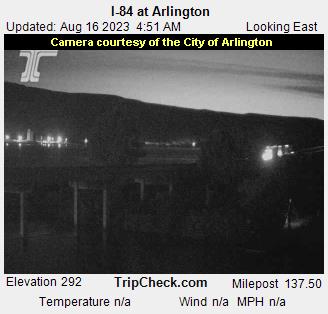 I-84 at Arlington
Updated: Aug 16 2023 4:51 AM Looking East
Camera courtesy of the City of Arlington
Elevation 292 TripCheck.com Milepost 137.50
Temperature n/a Wind n/a MPH n/a